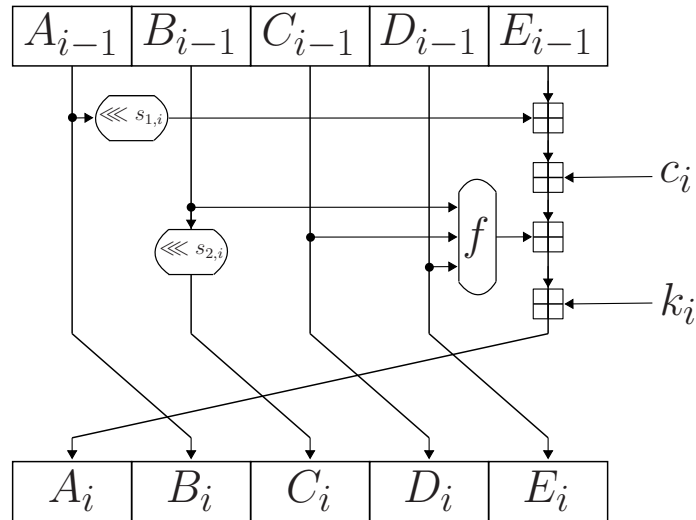 A_{i−1} B_{i−1} C_{i−1} D_{i−1} E_{i−1}
⋘ s_{1,i}
c_i
f
⋘ s_{2,i}
k_i
A_i B_i C_i D_i E_i